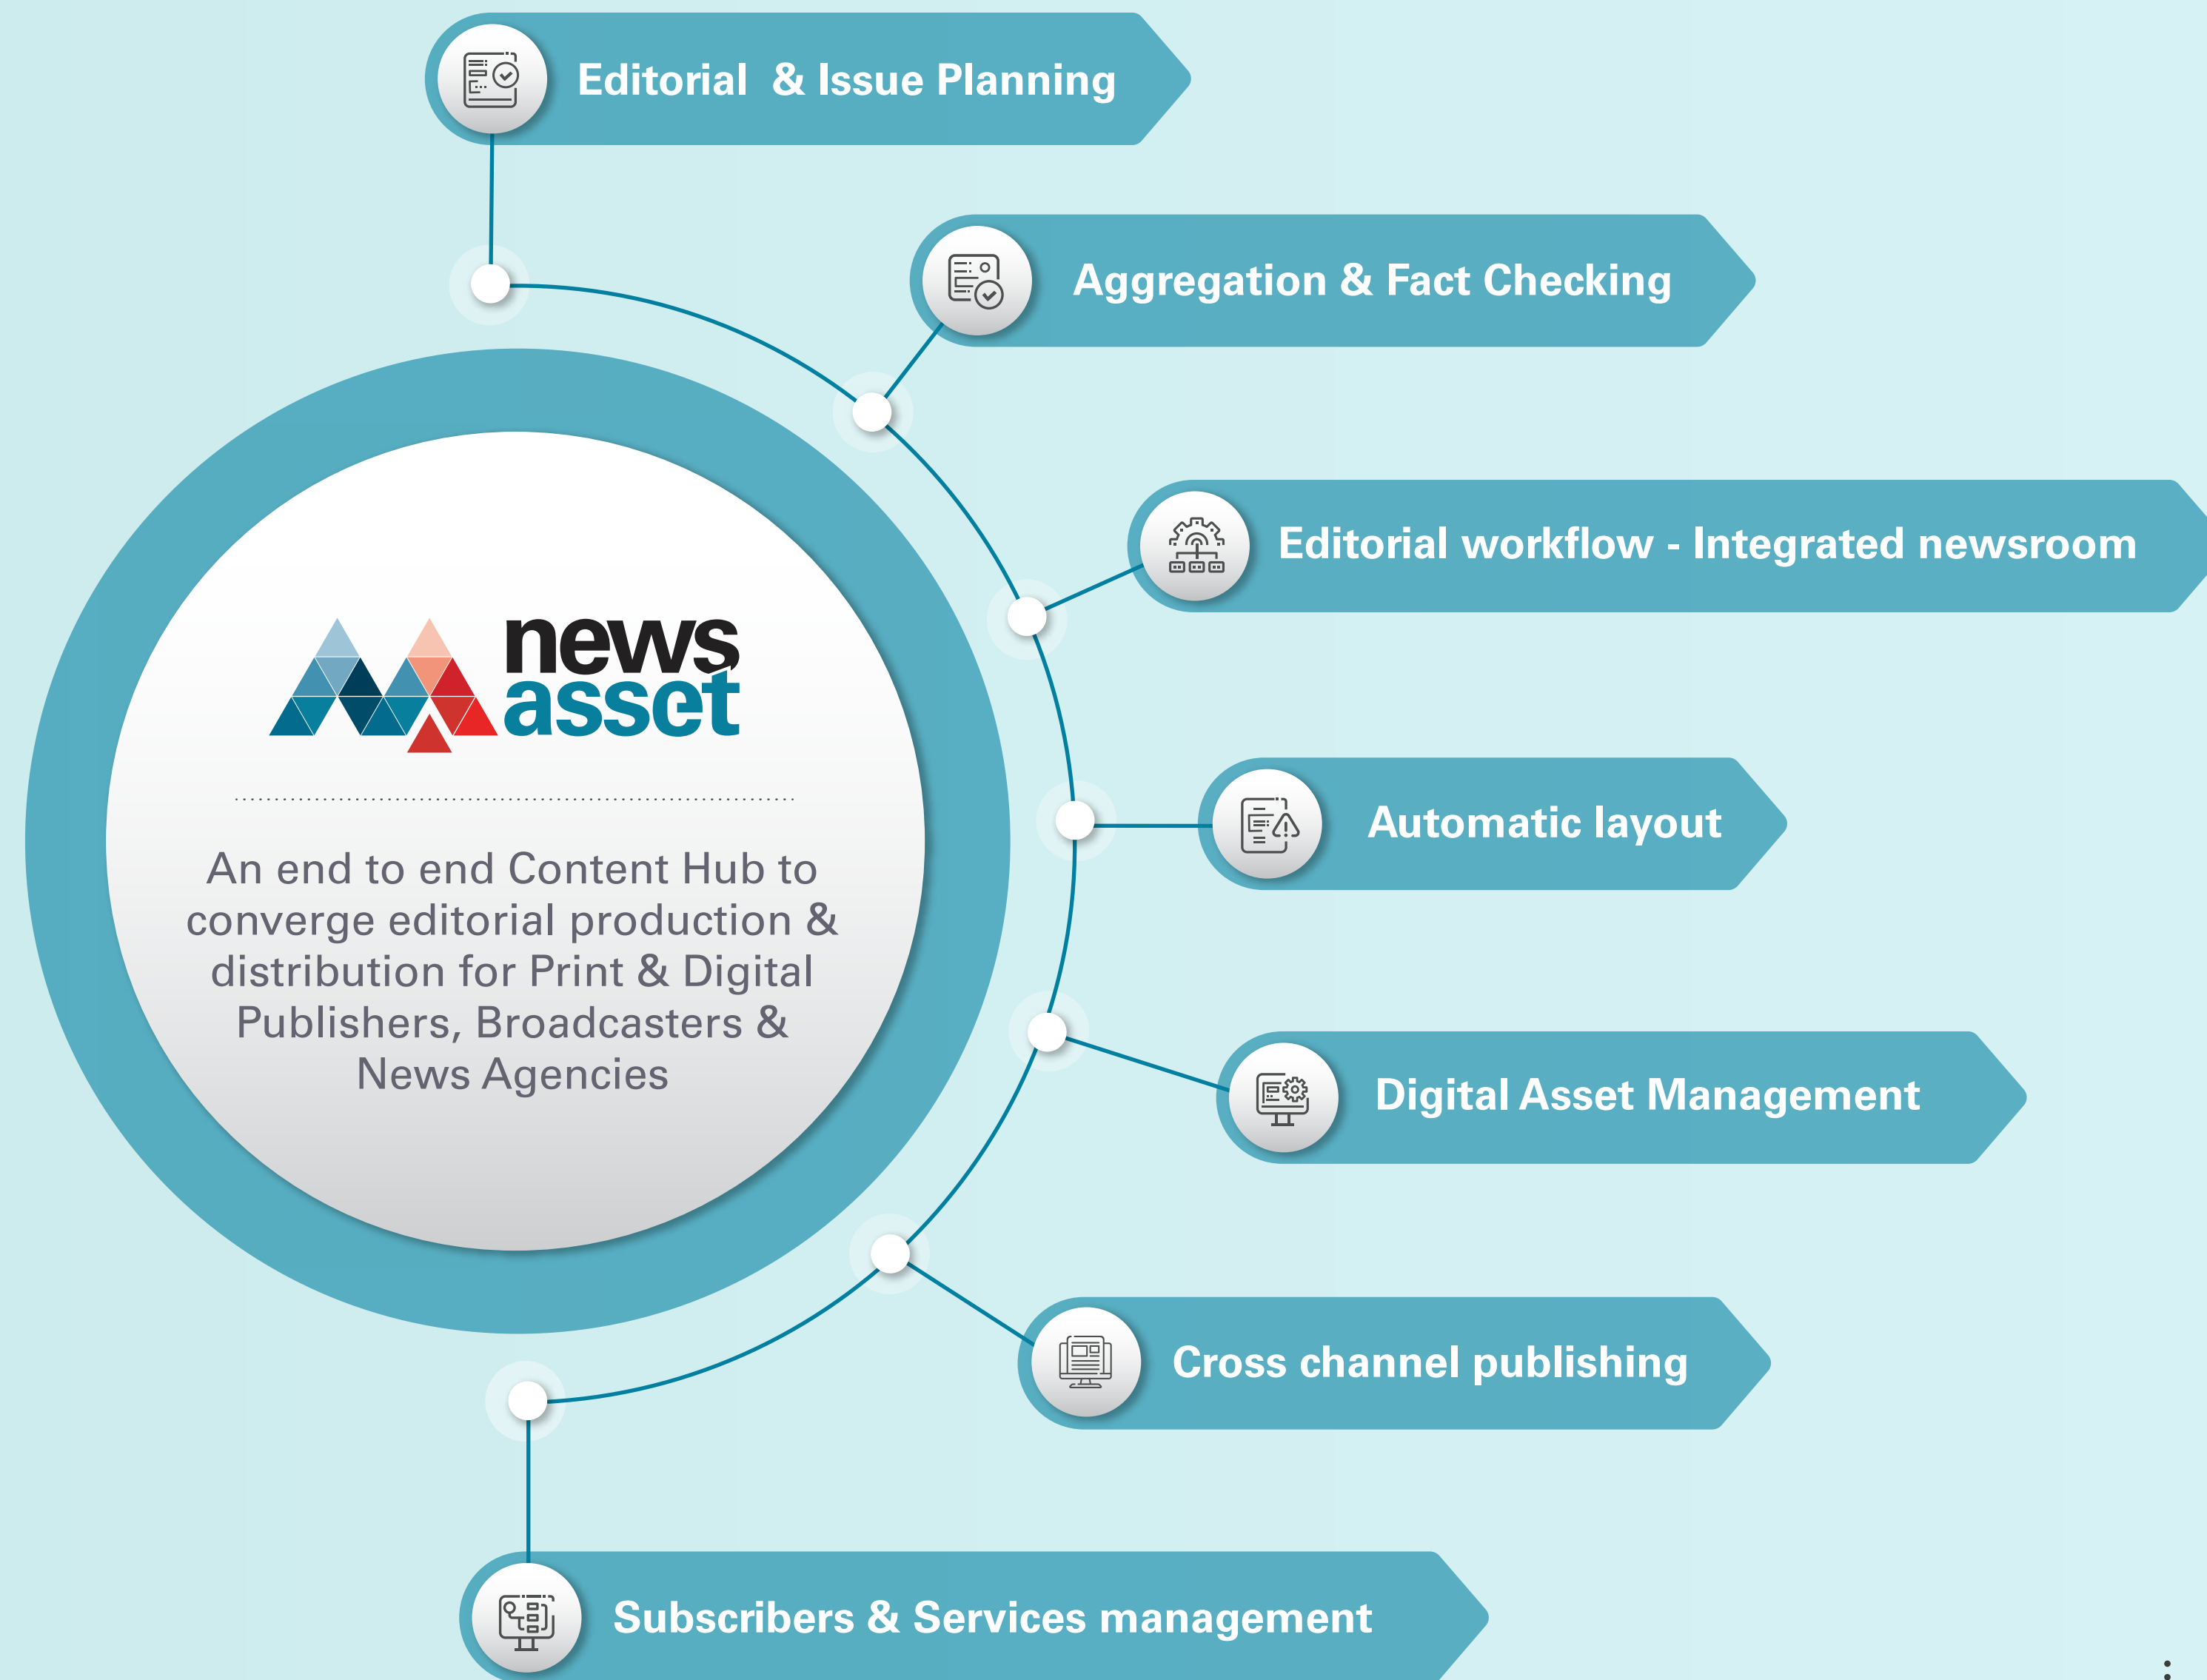 Editorial & Issue Planning
Aggregation & Fact Checking
Editorial workflow - Integrated newsroom
news
asset
Automatic layout
An end to end Content Hub to
converge editorial production &
distribution for Print & Digital
Publishers, Broadcasters &
News Agencies
Digital Asset Management
Cross channel publishing
Subscribers & Services management